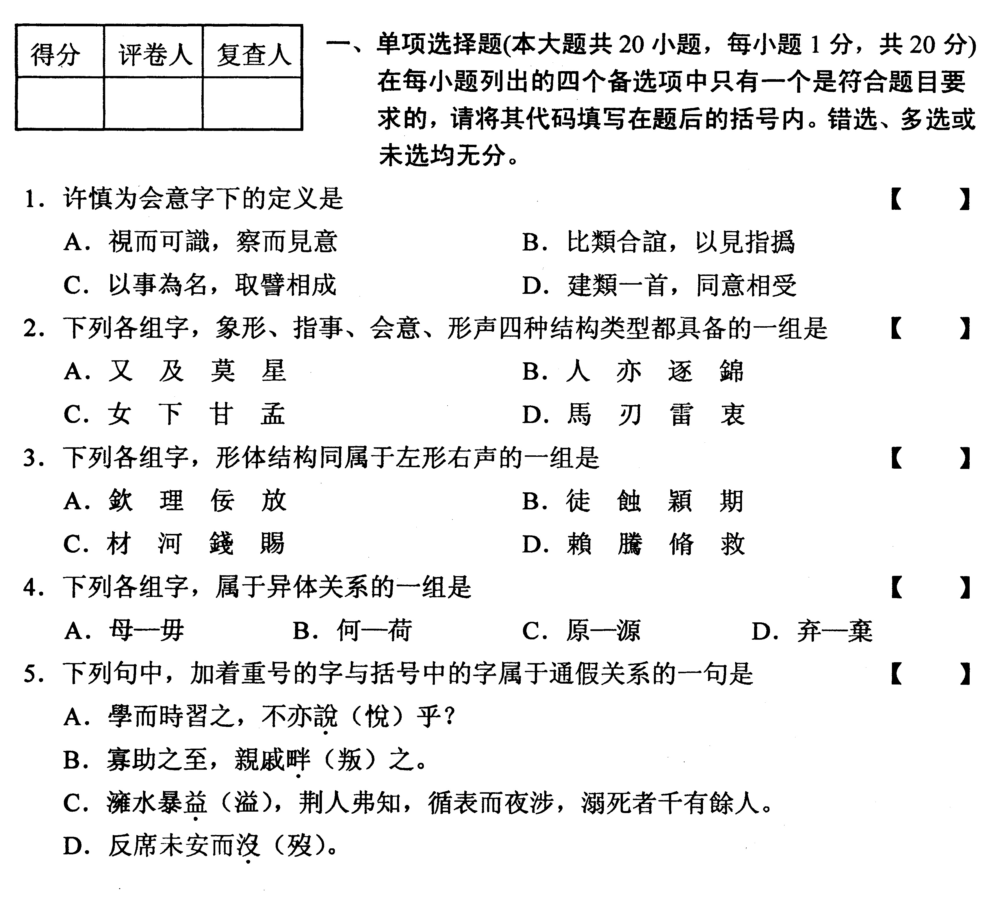 得分 评卷人 复查人
一、单项选择题(本大题共 20 小题，每小题 1 分，共 20 分)
在每小题列出的四个备选项中只有一个是符合题目要
求的，请将其代码填写在题后的括号内。错选、多选或
未选均无分。
1. 许慎为会意字下的定义是 【 】
A. 視而可識，察而見意 B. 比類合誼，以見指撝
C. 以事為名，取譬相成 D. 建類一首，同意相受
2. 下列各组字，象形、指事、会意、形声四种结构类型都具备的一组是 【 】
A. 又 及 莫 星 B. 人 亦 逐 錦
C. 女 下 甘 孟 D. 馬 刃 雷 衷
3. 下列各组字，形体结构同属于左形右声的一组是 【 】
A. 欽 理 佞 放 B. 徒 蝕 穎 期
C. 材 河 錢 賜 D. 賴 騰 脩 救
4. 下列各组字，属于异体关系的一组是 【 】
A. 母—毋 B. 何—荷 C. 原—源 D. 弃—棄
5. 下列句中，加着重号的字与括号中的字属于通假关系的一句是 【 】
A. 學而時習之，不亦說（悅）乎?
B. 寡助之至，親戚畔（叛）之。
C. 澭水暴益（溢），荆人弗知，循表而夜涉，溺死者千有餘人。
D. 反席未安而沒（歿）。